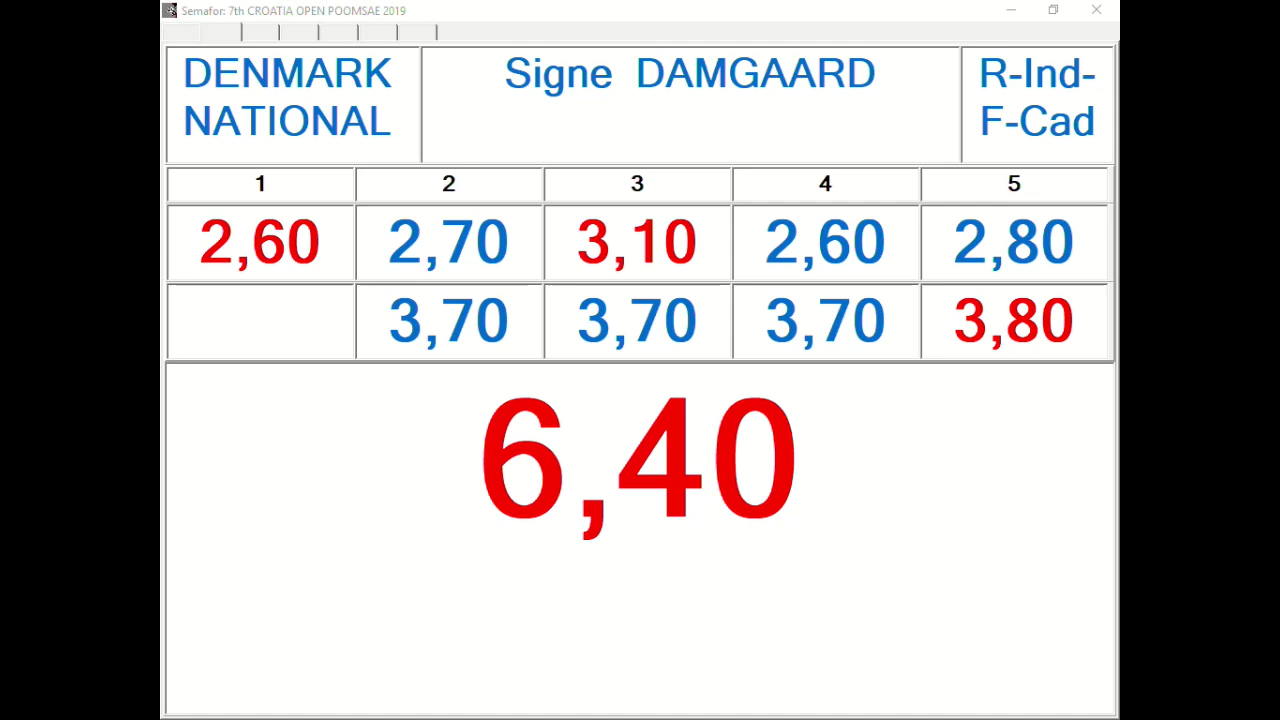 Semafor: 7th CROATIA OPEN POOMSAE 2019
DENMARK
NATIONAL
Signe DAMGAARD
R-Ind-
F-Cad
1 2 3 4 5
2,60 2,70 3,10 2,60 2,80
3,70 3,70 3,70 3,80
6,40